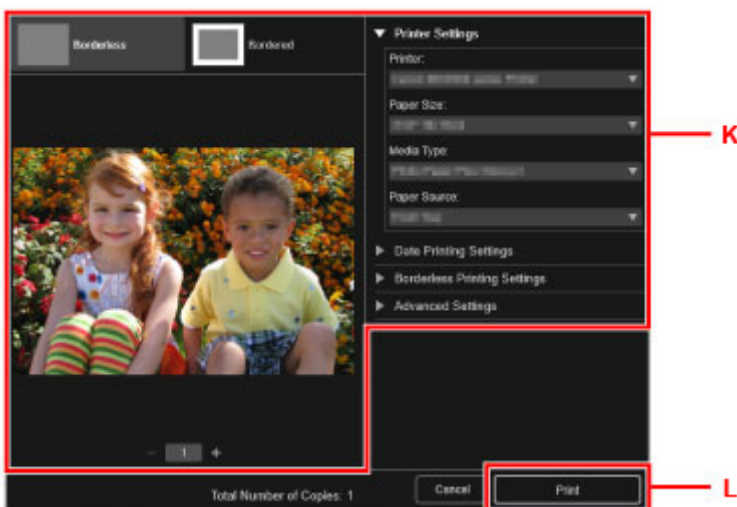 Borderless
Bordered
Printer Settings
Printer:
Paper Size:
Media Type:
Paper Source:
Date Printing Settings
Borderless Printing Settings
Advanced Settings
K
1
Total Number of Copies: 1
Cancel
Print
L